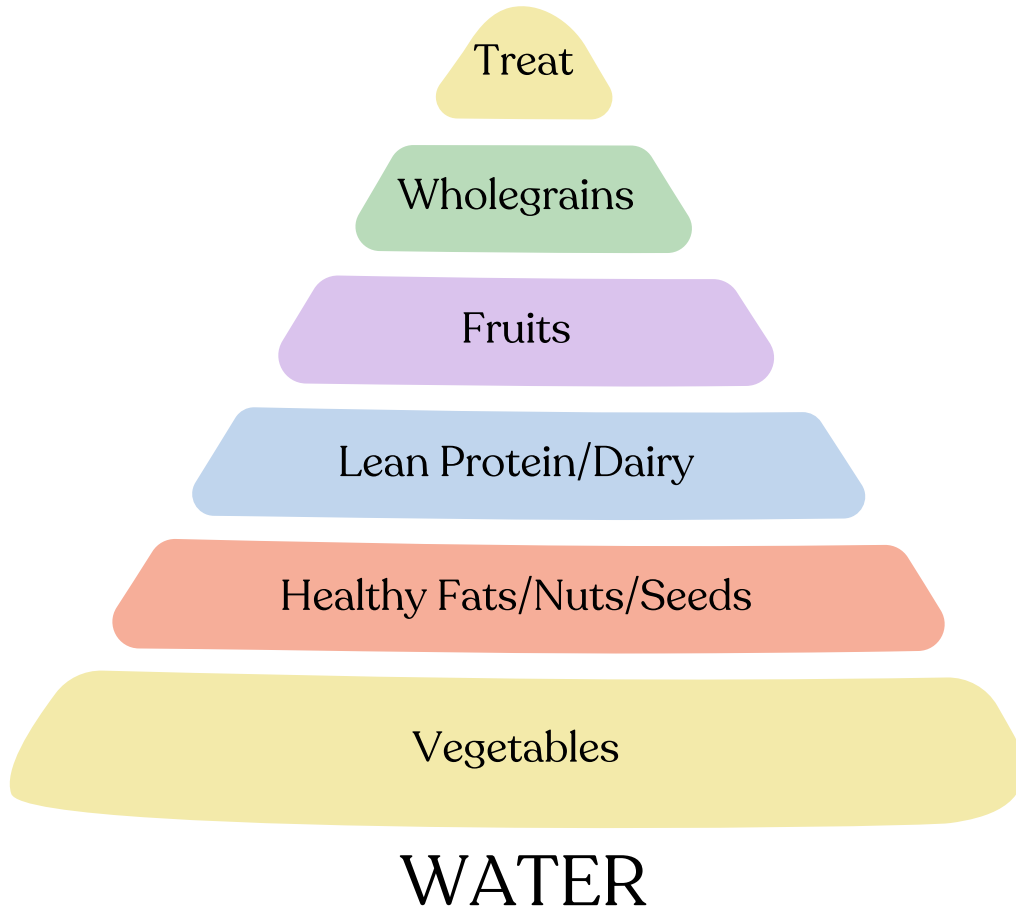 Treat
Wholegrains
Fruits
Lean Protein/Dairy
Healthy Fats/Nuts/Seeds
Vegetables
WATER